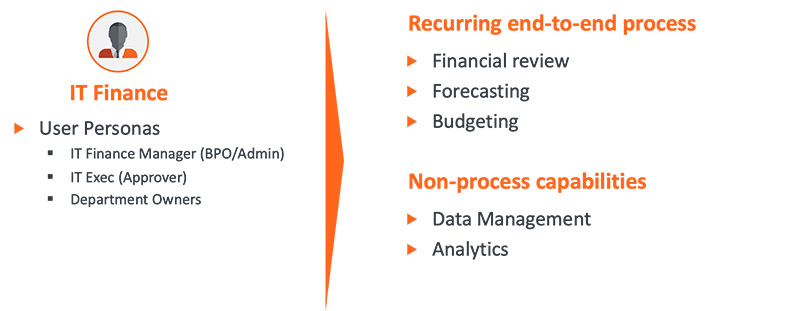 IT Finance
User Personas
IT Finance Manager (BPO/Admin)
IT Exec (Approver)
Department Owners
Recurring end-to-end process
Financial review
Forecasting
Budgeting
Non-process capabilities
Data Management
Analytics